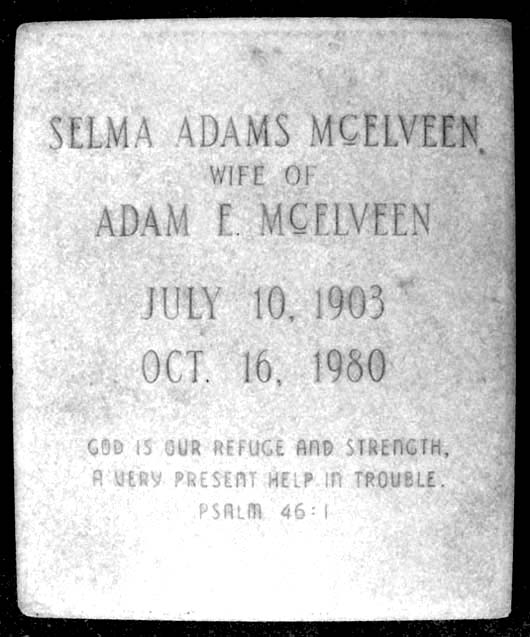 SELMA ADAMS McELVEEN
WIFE OF
ADAM E. McELVEEN
JULY 10, 1903
OCT. 16, 1980
GOD IS OUR REFUGE AND STRENGTH,
A VERY PRESENT HELP IN TROUBLE.
PSALM 46:1